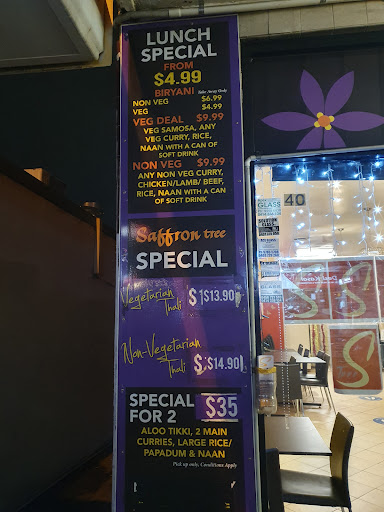 LUNCH
SPECIAL
FROM
$4.99
BIRYANI Take Away Only
NON VEG $6.99
VEG $4.99
VEG DEAL $9.99
VEG SAMOSA, ANY
VEG CURRY, RICE,
NAAN WITH A CAN OF
SOFT DRINK
NON VEG $9.99
ANY NON VEG CURRY,
CHICKEN/LAMB/ BEEF,
RICE, NAAN WITH A CAN
OF SOFT DRINK
Saffron tree
SPECIAL
Vegetarian $13.90
Thali
Non-Vegetarian $14.90
Thali
SPECIAL $35
FOR 2
ALOO TIKKI, 2 MAIN
CURRIES, LARGE RICE/
PAPADUM & NAAN
Pick up only, Conditions Apply
40
GLASS